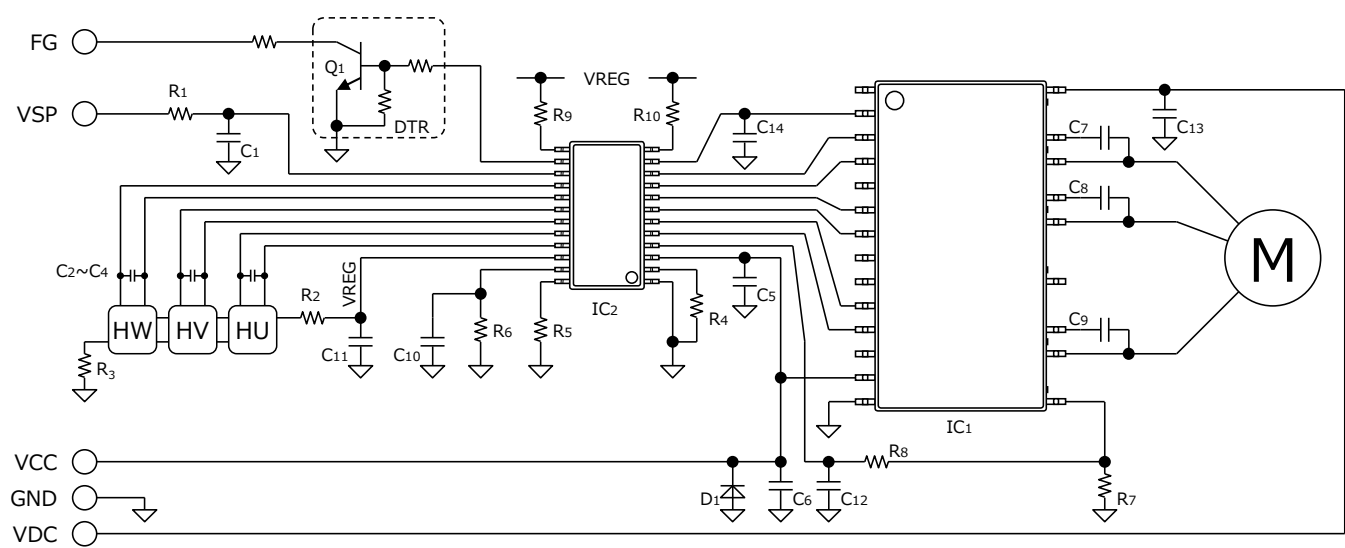 FG
Q1
DTR
VREG
VSP
R1
C1
R9
R10
C14
C13
C7
C8
C9
M
C2~C4
HW
HV
HU
R2
VREG
C11
R3
C10
R6
R5
IC2
R4
C5
IC1
VCC
GND
VDC
D1
C6
C12
R8
R7